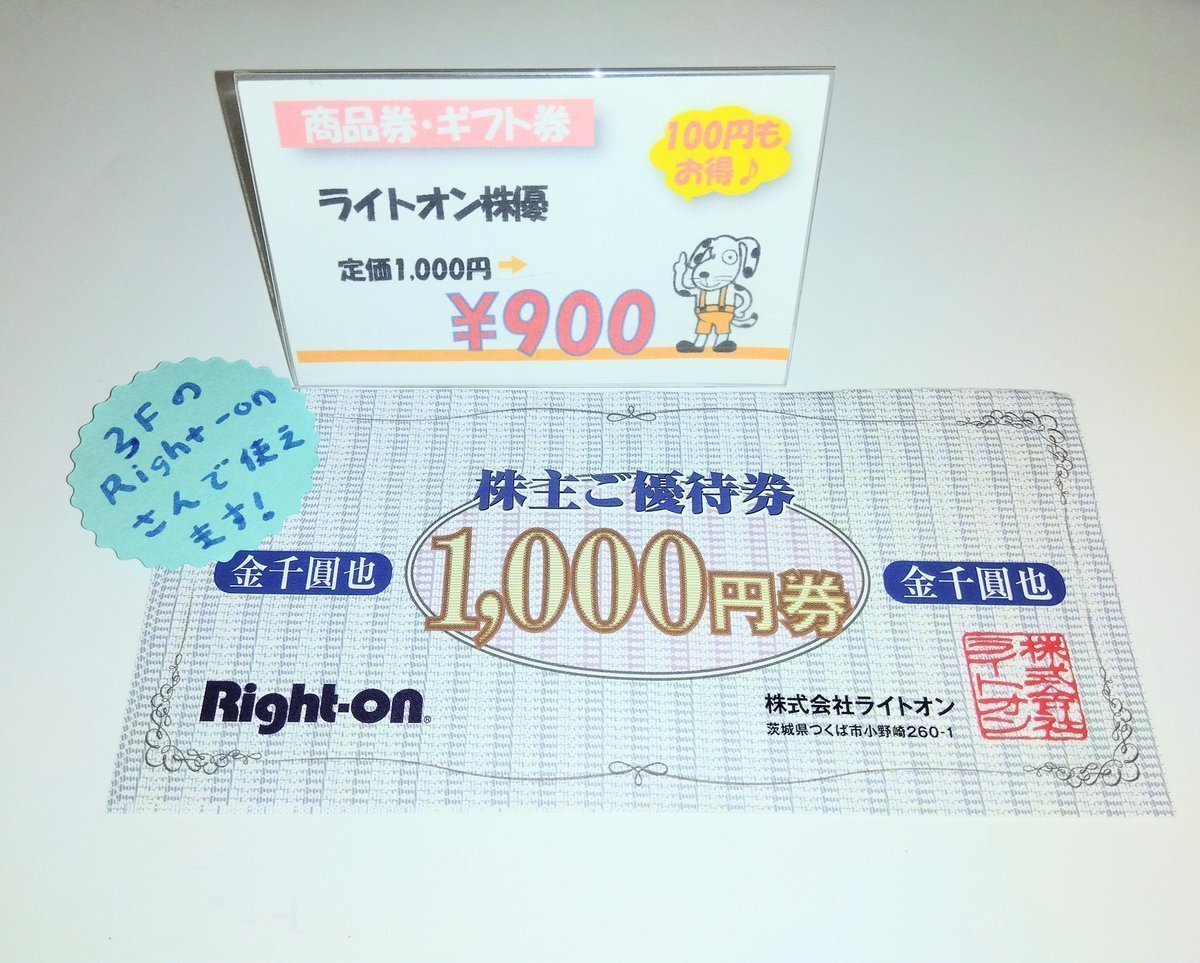 商品券・ギフト券
100円も
お得♪
ライトオン株優
定価1,000円→
¥900
3Fの
Right-on
さんで使え
ます!
株主ご優待券
1,000円券
金千圓也
金千圓也
Right-on®
株式会社ライトオン
茨城県つくば市小野崎260-1
株式会社
ライトオン